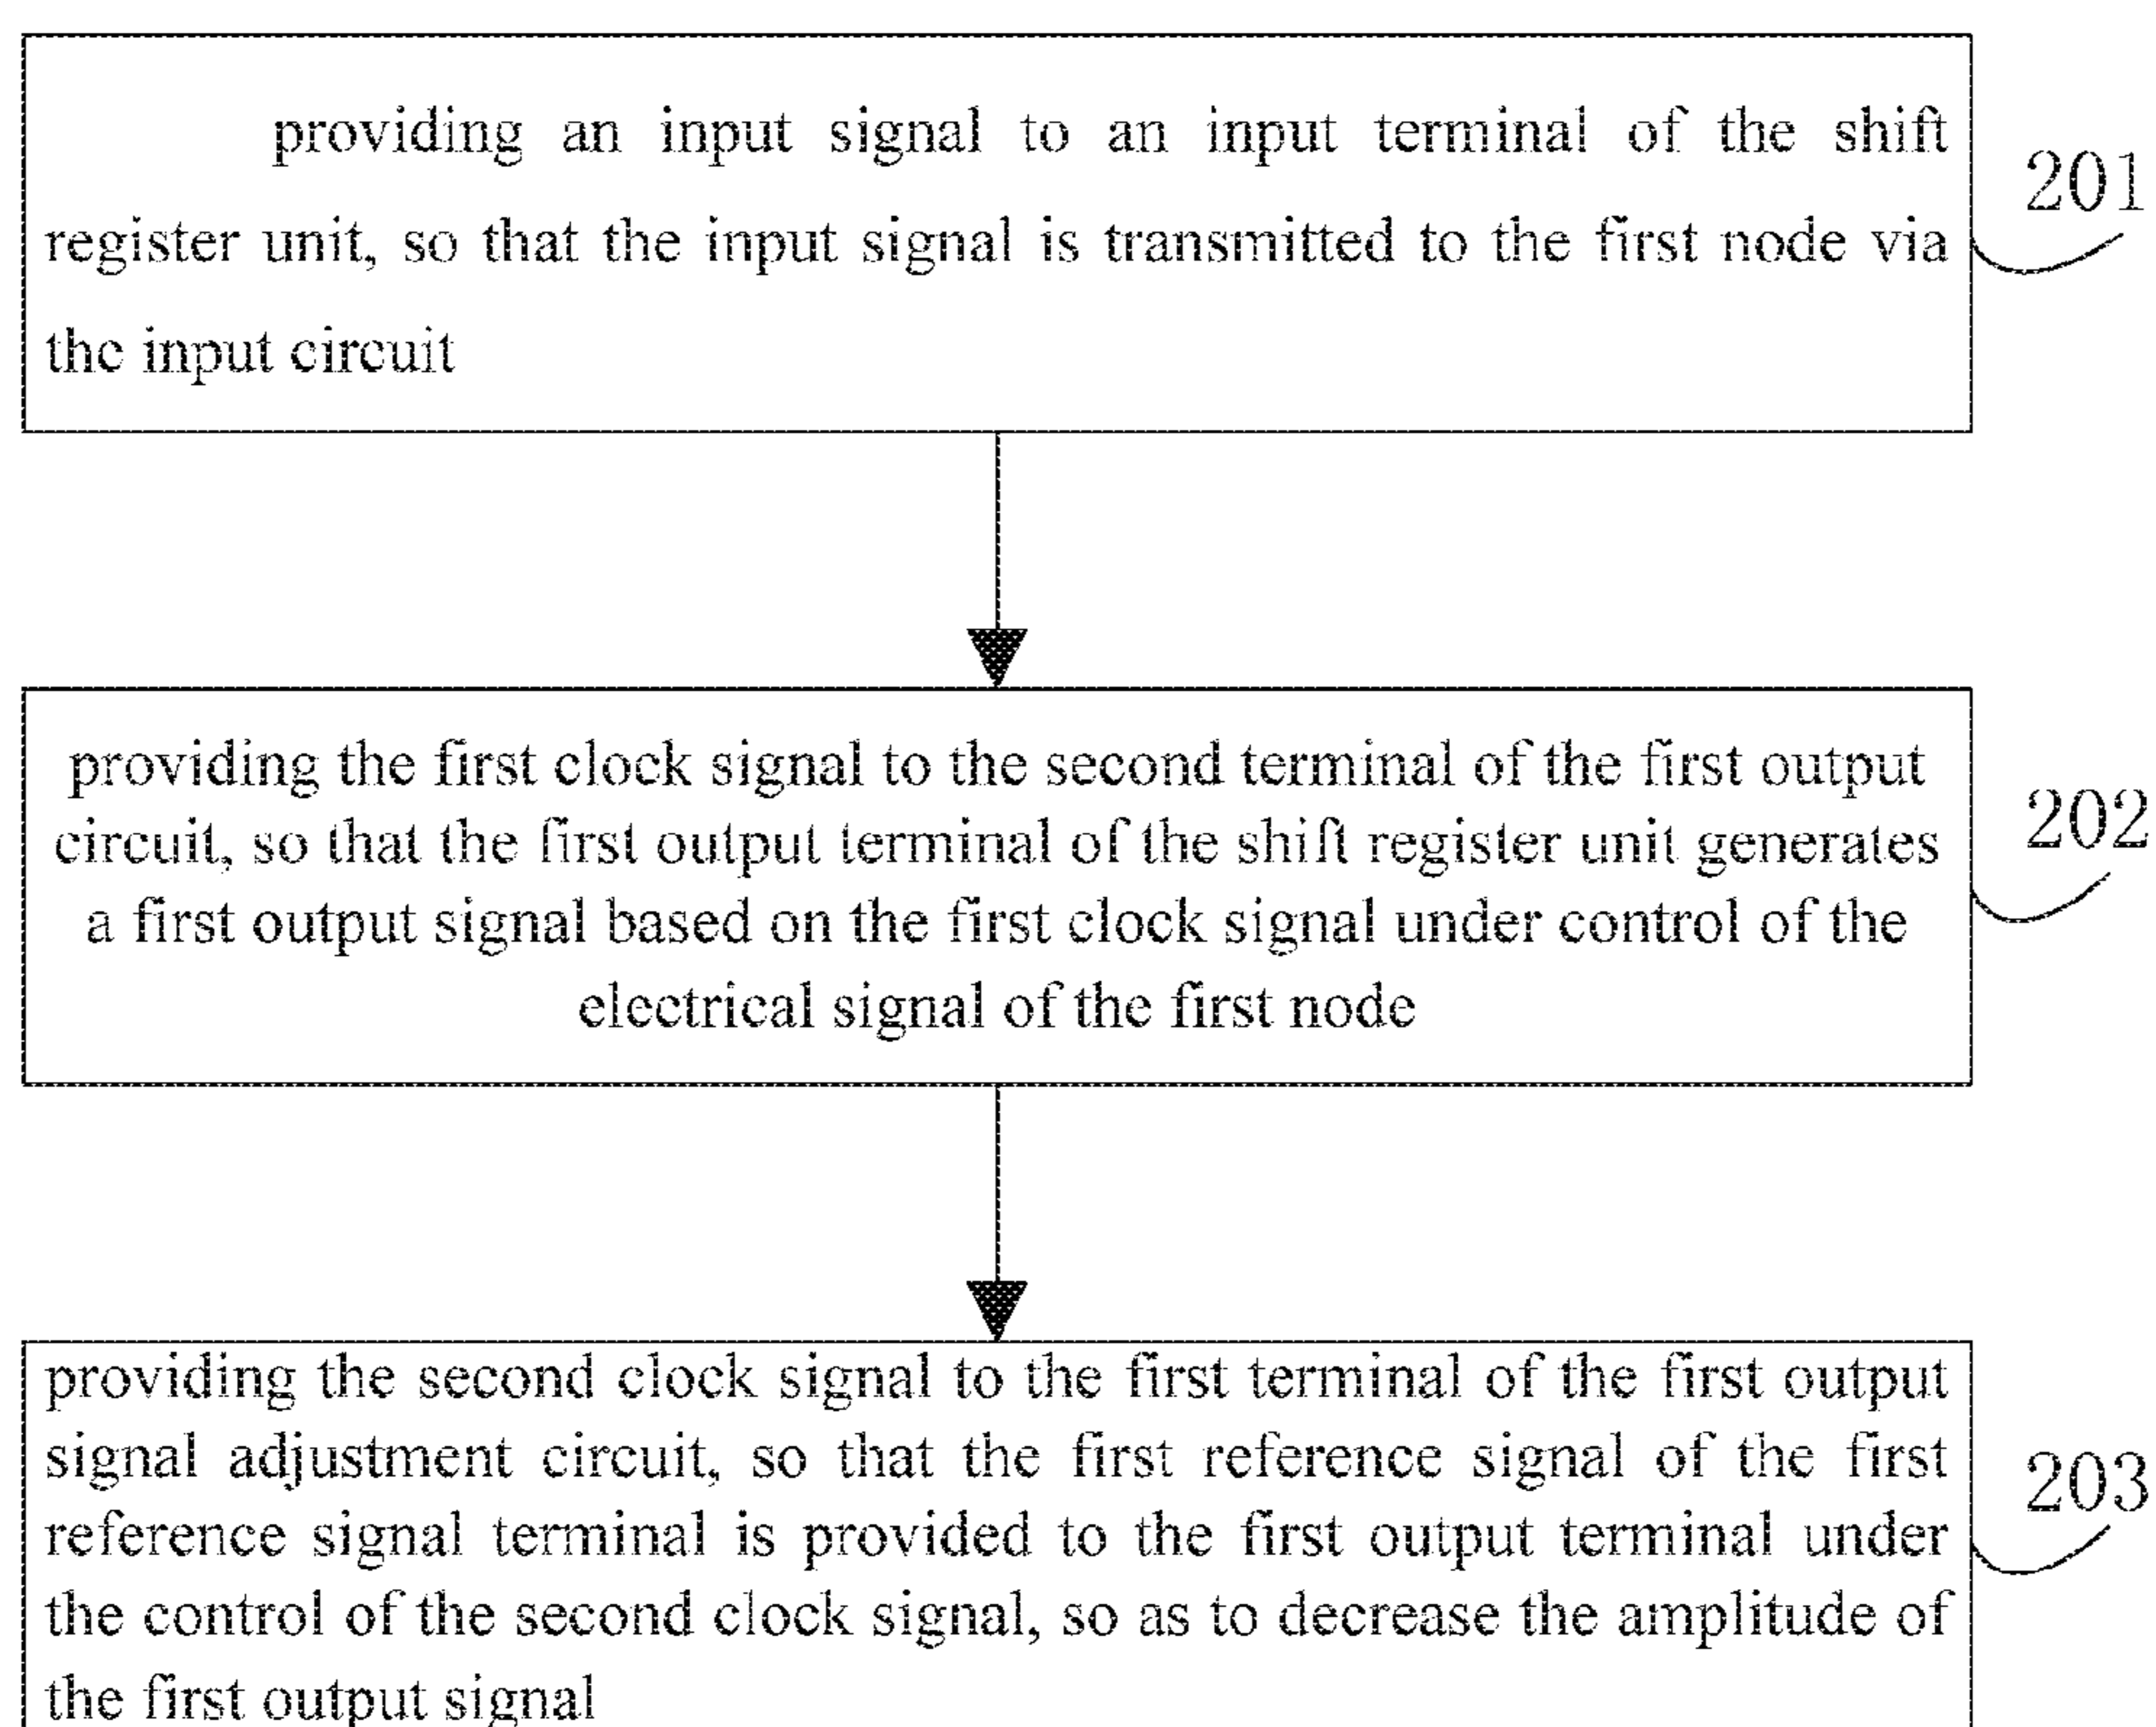 providing an input signal to an input terminal of the shift
register unit, so that the input signal is transmitted to the first node via
the input circuit
201
providing the first clock signal to the second terminal of the first output
circuit, so that the first output terminal of the shift register unit generates
a first output signal based on the first clock signal under control of the
electrical signal of the first node
202
providing the second clock signal to the first terminal of the first output
signal adjustment circuit, so that the first reference signal of the first
reference signal terminal is provided to the first output terminal under
the control of the second clock signal, so as to decrease the amplitude of
the first output signal
203